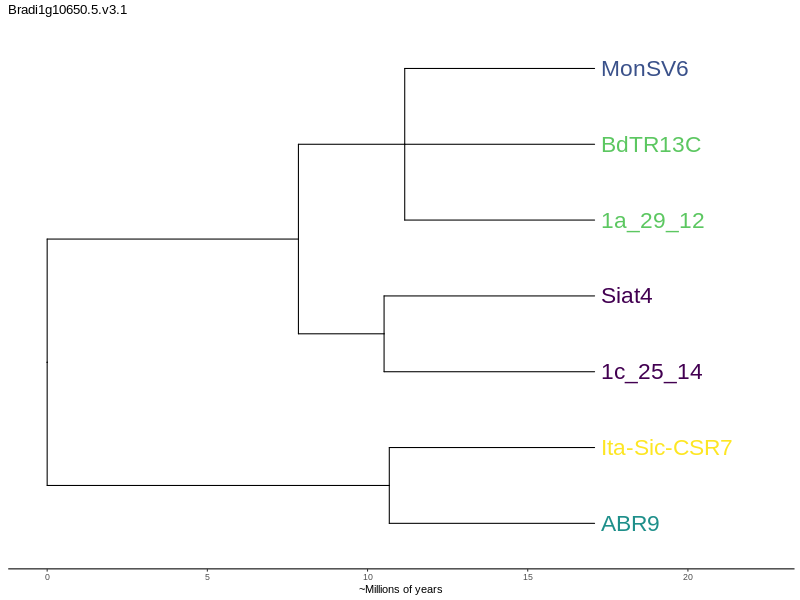 Bradi1g10650.5.v3.1
MonSV6
BdTR13C
1a_29_12
Siat4
1c_25_14
Ita-Sic-CSR7
ABR9
0 5 10 15 20
~Millions of years